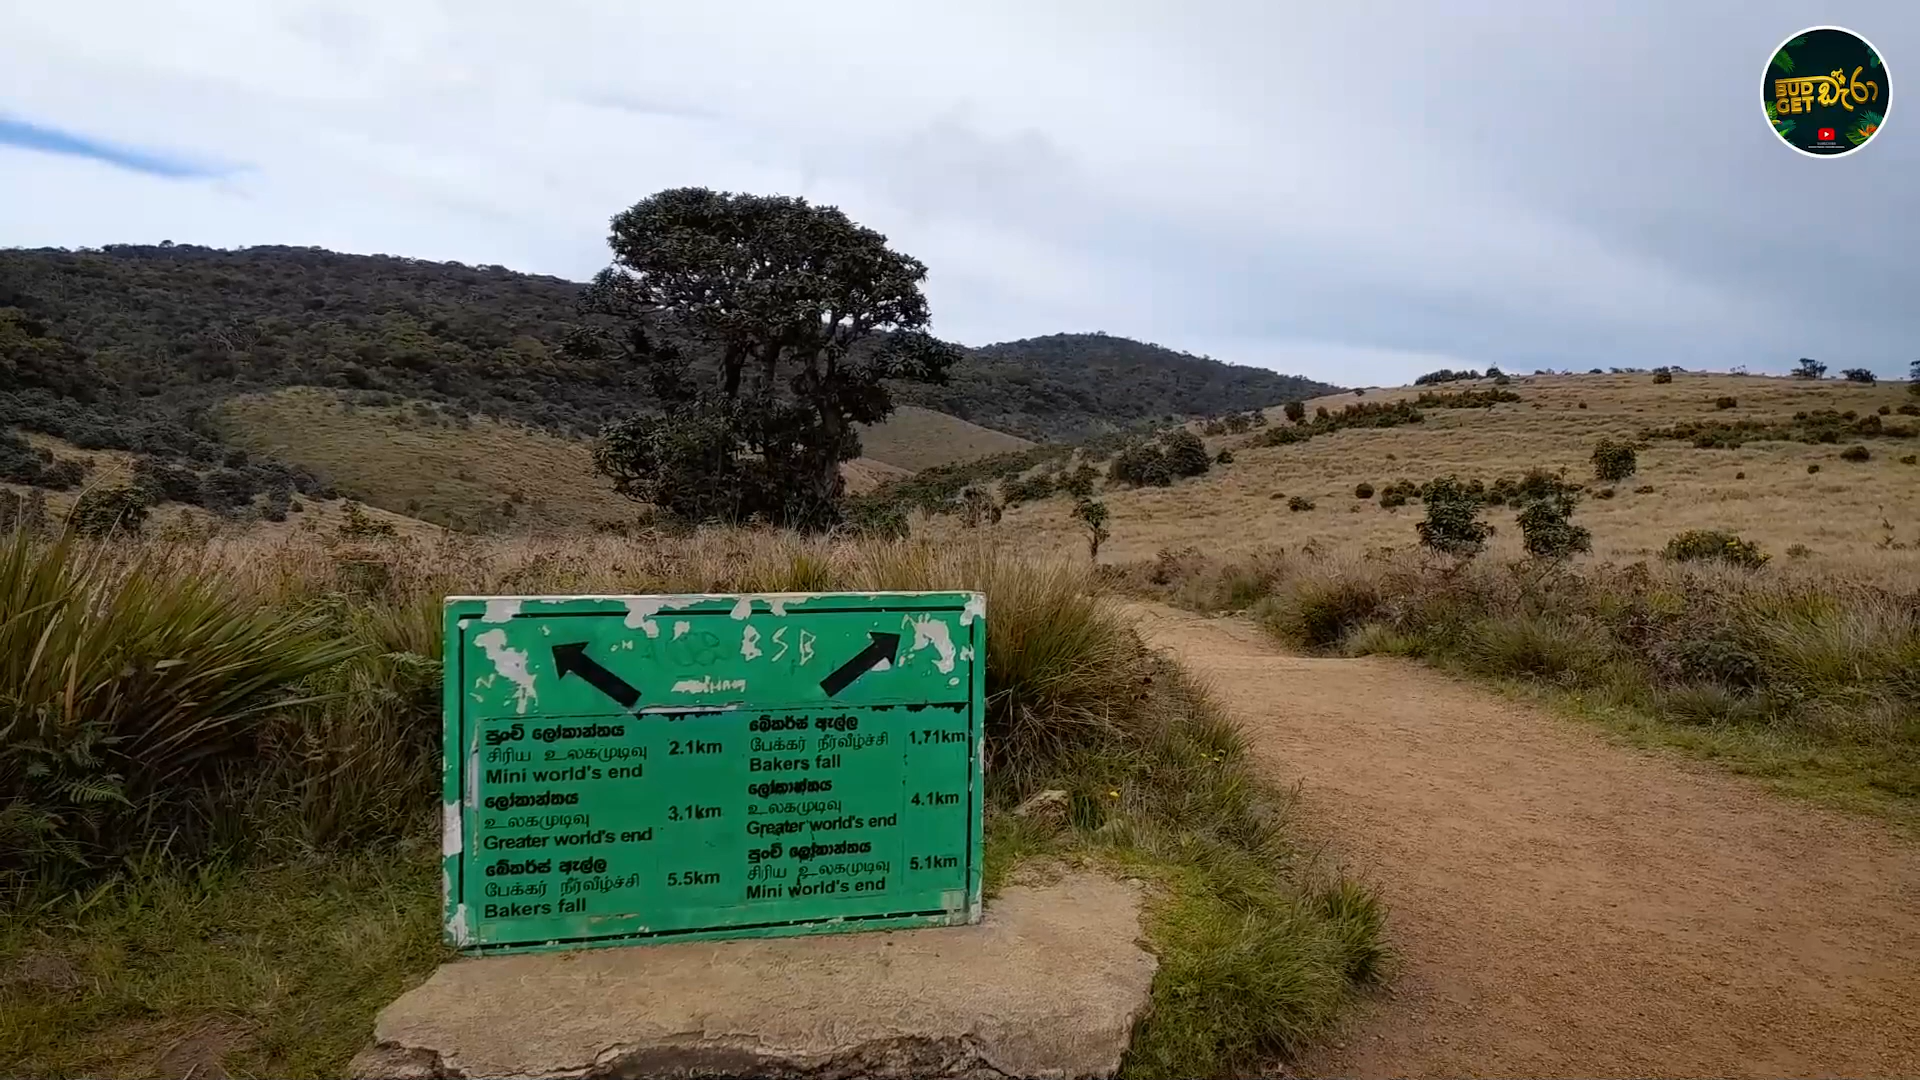 BUD
GET බැරා
BSB
පුංචි ලෝකාන්තය
சிரிய உலகமுடிவு 2.1km
Mini world's end
ලෝකාන්තය
உலகமுடிவு 3.1km
Greater world's end
බේකර්ස් ඇල්ල
பேக்கர் நீர்வீழ்ச்சி 5.5km
Bakers fall
බේකර්ස් ඇල්ල
பேக்கர் நீர்வீழ்ச்சி 1.71km
Bakers fall
ලෝකාන්තය
உலகமுடிவு 4.1km
Greater world's end
පුංචි ලෝකාන්තය
சிரிய உலகமுடிவு 5.1km
Mini world's end